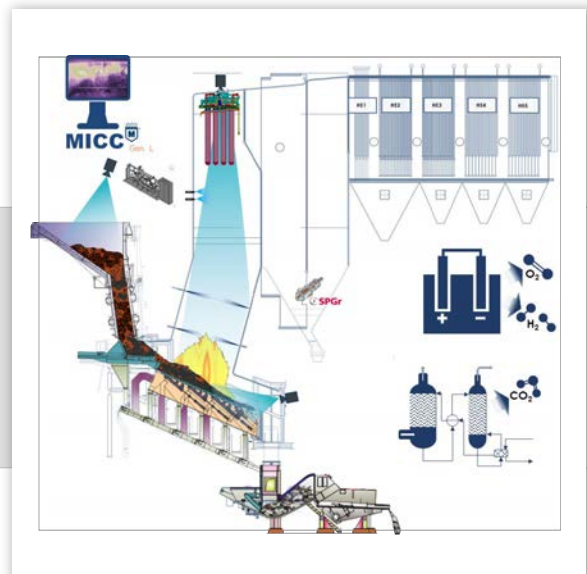 MICC
M
Gen. L
HE1
HE2
HE3
HE4
HE5
SPGr
+
-
O2
H2
CO2